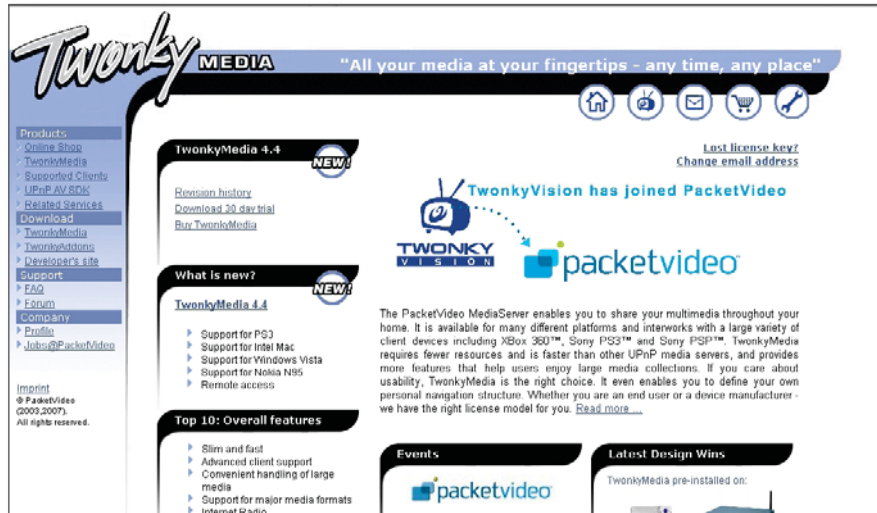 Twonky MEDIA
"All your media at your fingertips - any time, any place"
Products
Online Shop
TwonkyMedia
Supported Clients
UPnP AV SDK
Related Services
Download
TwonkyMedia
TwonkyAddons
Developer's site
Support
FAQ
Forum
Company
Profile
Jobs@PacketVideo
Imprint
© PacketVideo
(2003,2007).
All rights reserved.
TwonkyMedia 4.4
NEW!
Revision history
Download 30 day trial
Buy TwonkyMedia
What is new?
NEW!
TwonkyMedia 4.4
Support for PS3
Support for Intel Mac
Support for Windows Vista
Support for Nokia N95
Remote access
Top 10: Overall features
Slim and fast
Advanced client support
Convenient handling of large
media
Support for major media formats
Internet Radio
Lost license key?
Change email address
TwonkyVision has joined PacketVideo
TWONKY
VISION
packetvideo
The PacketVideo MediaServer enables you to share your multimedia throughout your
home. It is available for many different platforms and interworks with a large variety of
client devices including XBox 360™, Sony PS3™ and Sony PSP™. TwonkyMedia
requires fewer resources and is faster than other UPnP media servers, and provides
more features that help users enjoy large media collections. If you care about
usability, TwonkyMedia is the right choice. It even enables you to define your own
personal navigation structure. Whether you are an end user or a device manufacturer -
we have the right license model for you. Read more ...
Events
packetvideo
Latest Design Wins
TwonkyMedia pre-installed on: